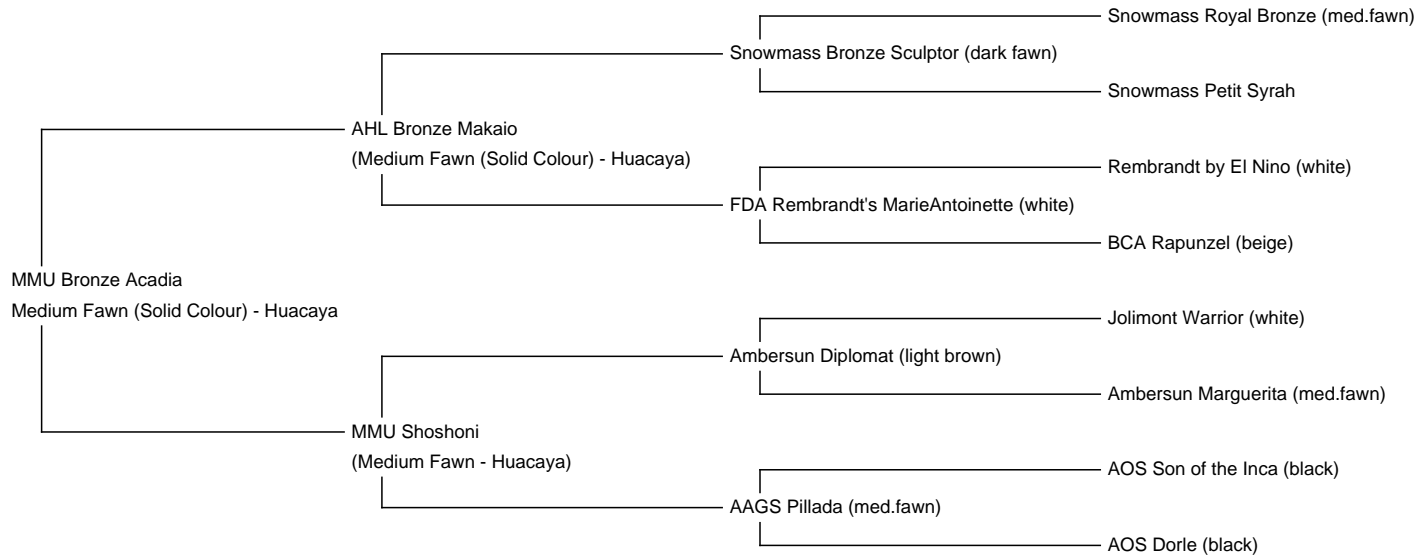 Snowmass Royal Bronze (med.fawn)
Snowmass Bronze Sculptor (dark fawn)
Snowmass Petit Syrah
AHL Bronze Makaio
(Medium Fawn (Solid Colour) - Huacaya)
Rembrandt by El Nino (white)
FDA Rembrandt's MarieAntoinette (white)
BCA Rapunzel (beige)
MMU Bronze Acadia
Medium Fawn (Solid Colour) - Huacaya
Jolimont Warrior (white)
Ambersun Diplomat (light brown)
Ambersun Marguerita (med.fawn)
MMU Shoshoni
(Medium Fawn - Huacaya)
AOS Son of the Inca (black)
AAGS Pillada (med.fawn)
AOS Dorle (black)